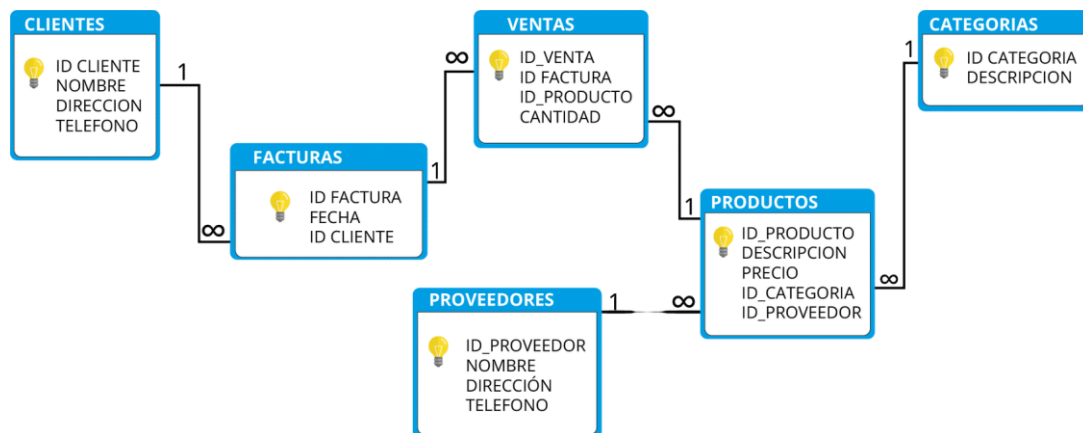 CLIENTES
ID CLIENTE
NOMBRE
DIRECCION
TELEFONO
1
∞
FACTURAS
ID FACTURA
FECHA
ID CLIENTE
1
∞
VENTAS
ID_VENTA
ID FACTURA
ID_PRODUCTO
CANTIDAD
∞
1
PRODUCTOS
ID_PRODUCTO
DESCRIPCION
PRECIO
ID_CATEGORIA
ID_PROVEEDOR
∞
1
CATEGORIAS
ID CATEGORIA
DESCRIPCION
PROVEEDORES
ID_PROVEEDOR
NOMBRE
DIRECCIÓN
TELEFONO
1
∞